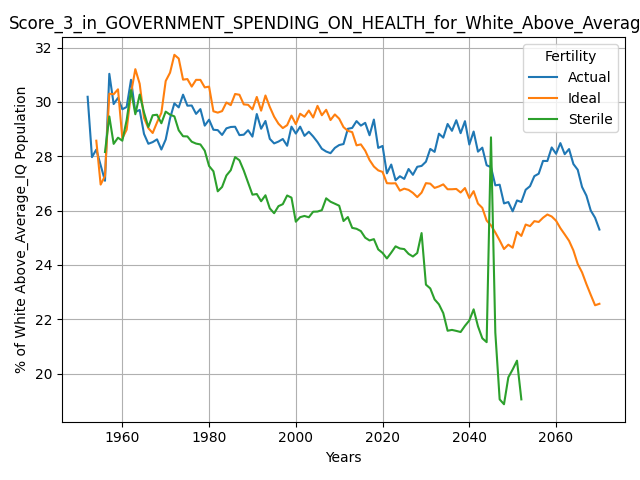 Score_3_in_GOVERNMENT_SPENDING_ON_HEALTH_for_White_Above_Averag
% of White Above_Average_IQ Population
32
30
28
26
24
22
20
Fertility
Actual
Ideal
Sterile
1960 1980 2000 2020 2040 2060
Years